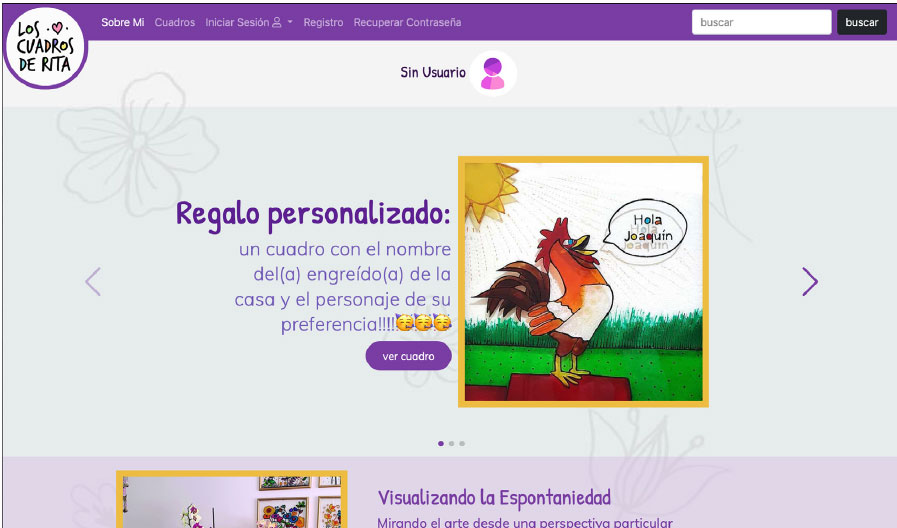 LOS
CUADROS
DE RITA
Sobre Mi Cuadros Iniciar Sesión Registro Recuperar Contraseña buscar buscar
Sin Usuario
Regalo personalizado:
un cuadro con el nombre
del(a) engreído(a) de la
casa y el personaje de su
preferencia!!!!🥳🥳🥳
ver cuadro
Hola
Joaquín
Visualizando la Espontaniedad
Mirando el arte desde una perspectiva particular